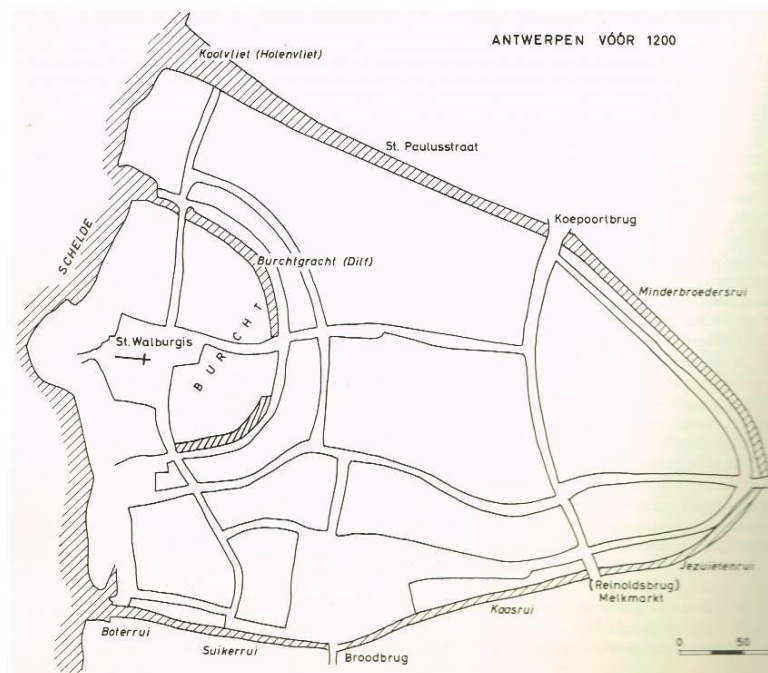 ANTWERPEN VÓÓR 1200
Koolvliet (Holenvliet)
St. Paulusstraat
Koepoortbrug
SCHELDE
Burchtgracht (Dilf)
Minderbroedersrui
BURCHT
St. Walburgis
Jezuïetenrui
(Reinoldsbrug)
Melkmarkt
Kaasrui
Boterrui
Suikerrui
Broodbrug
0 50